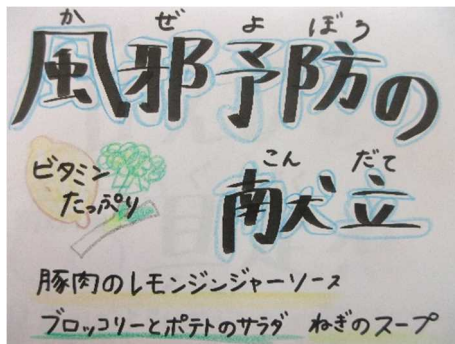 かぜよぼう
風邪予防の
こんだて
献立
ビタミン
たっぷり
豚肉のレモンジンジャーソース
ブロッコリーとポテトのサラダ ねぎのスープ